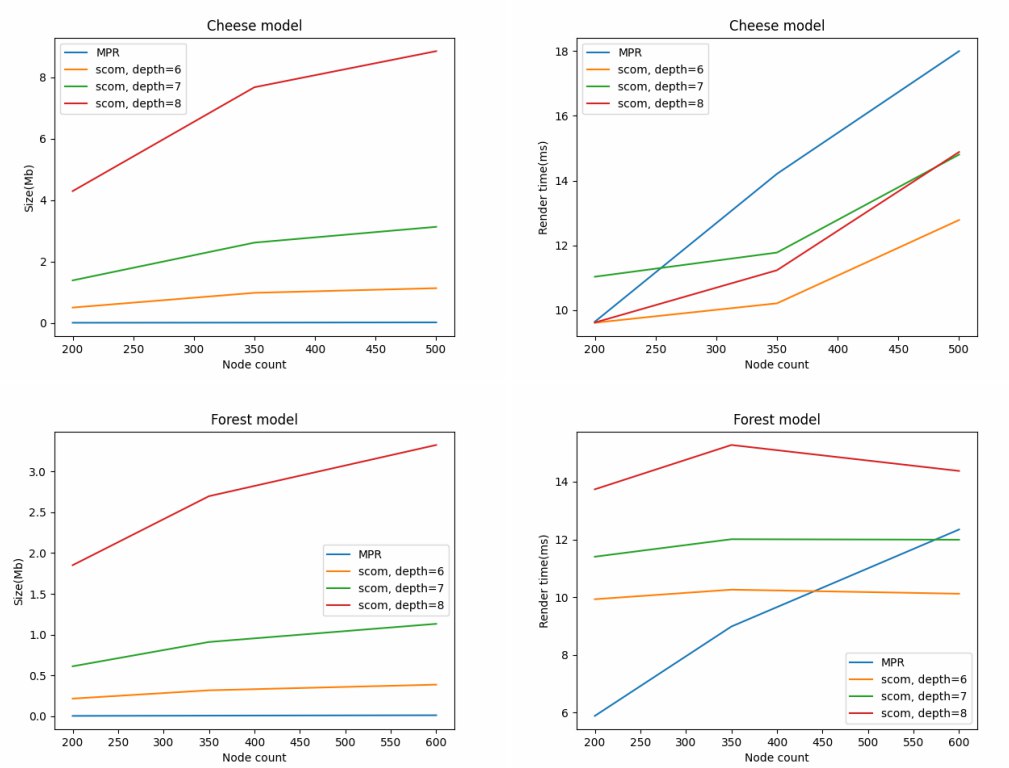 Cheese model
MPR
scom, depth=6
scom, depth=7
scom, depth=8
8
6
4
2
0
Size(Mb)
200 250 300 350 400 450 500
Node count
Cheese model
MPR
scom, depth=6
scom, depth=7
scom, depth=8
18
16
14
12
10
Render time(ms)
200 250 300 350 400 450 500
Node count
Forest model
3.0
2.5
2.0
1.5
1.0
0.5
0.0
Size(Mb)
MPR
scom, depth=6
scom, depth=7
scom, depth=8
200 250 300 350 400 450 500 550 600
Node count
Forest model
14
12
10
8
6
Render time(ms)
MPR
scom, depth=6
scom, depth=7
scom, depth=8
200 250 300 350 400 450 500 550 600
Node count